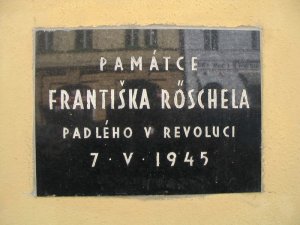 PAMÁTCE
FRANTIŠKA RÖSCHELA
PADLÉHO V REVOLUCI
7 · V · 1945